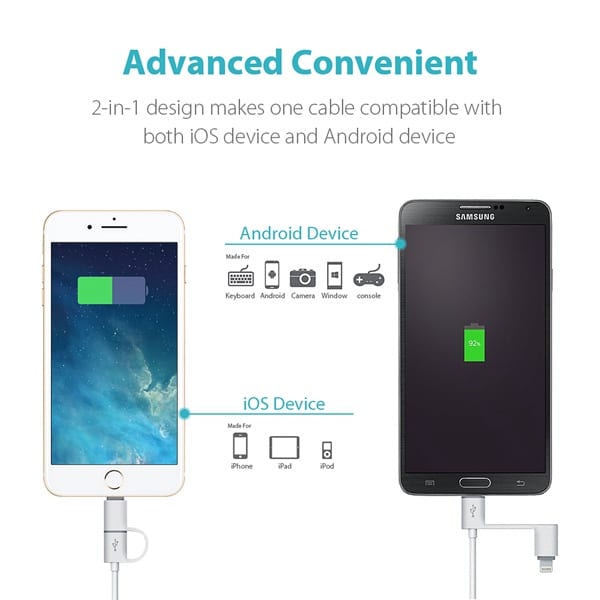 Advanced Convenient
2-in-1 design makes one cable compatible with
both iOS device and Android device
SAMSUNG
Android Device
Made For
Keyboard Android Camera Window console
92%
iOS Device
Made For
iPhone iPad iPod